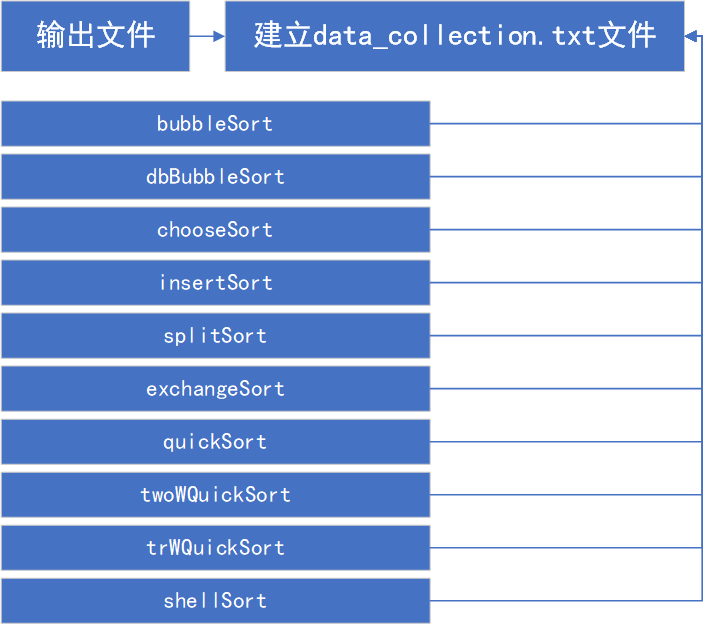 输出文件
建立data_collection.txt文件
bubbleSort
dbBubbleSort
chooseSort
insertSort
splitSort
exchangeSort
quickSort
twoWQuickSort
trWQuickSort
shellSort